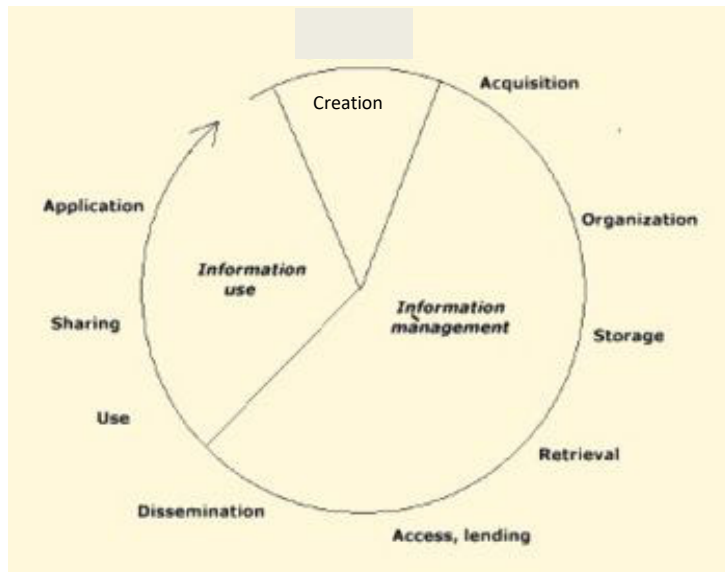 Creation
Acquisition
Organization
Storage
Retrieval
Access, lending
Dissemination
Use
Sharing
Application
Information
use
Information
management